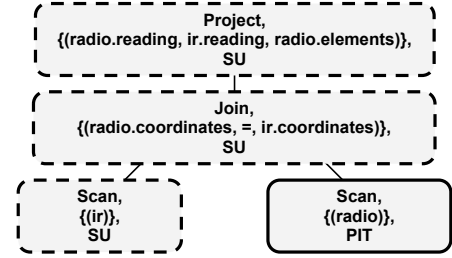 Project,
{(radio.reading, ir.reading, radio.elements)},
SU
Join,
{(radio.coordinates, =, ir.coordinates)},
SU
Scan,
{(ir)},
SU
Scan,
{(radio)},
PIT